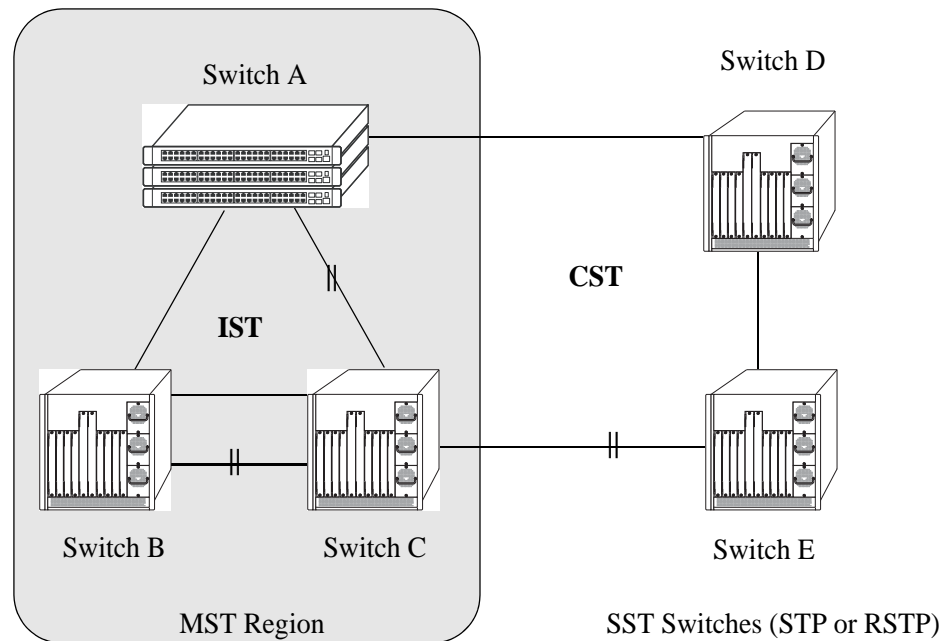 Switch A
Switch D
CST
IST
Switch B
Switch C
Switch E
MST Region
SST Switches (STP or RSTP)